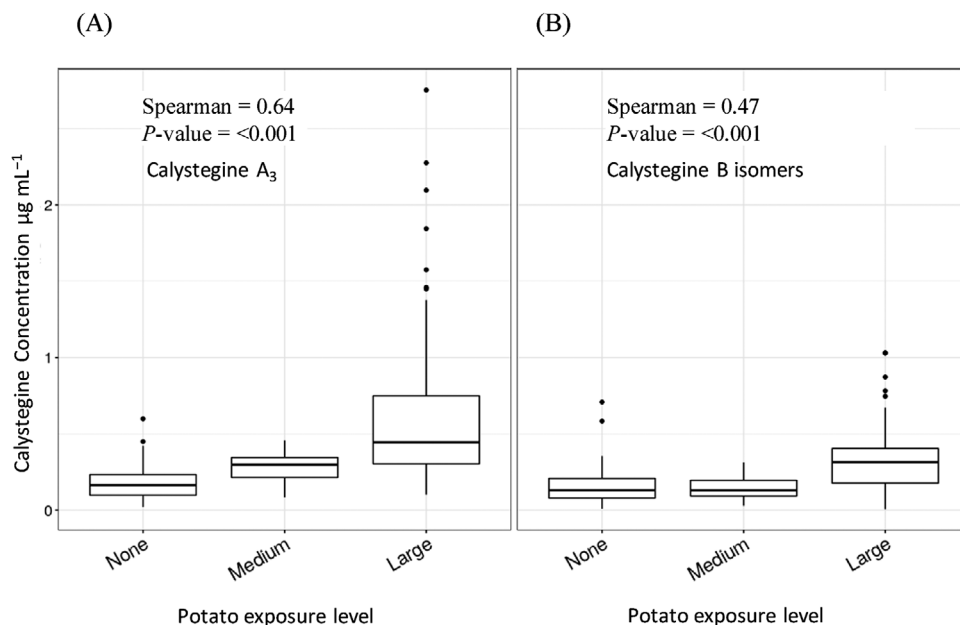 (A)
Spearman = 0.64
P-value = <0.001
Calystegine A₃
Calystegine Concentration µg mL⁻¹
2
1
0
None
Medium
Large
Potato exposure level
(B)
Spearman = 0.47
P-value = <0.001
Calystegine B isomers
None
Medium
Large
Potato exposure level